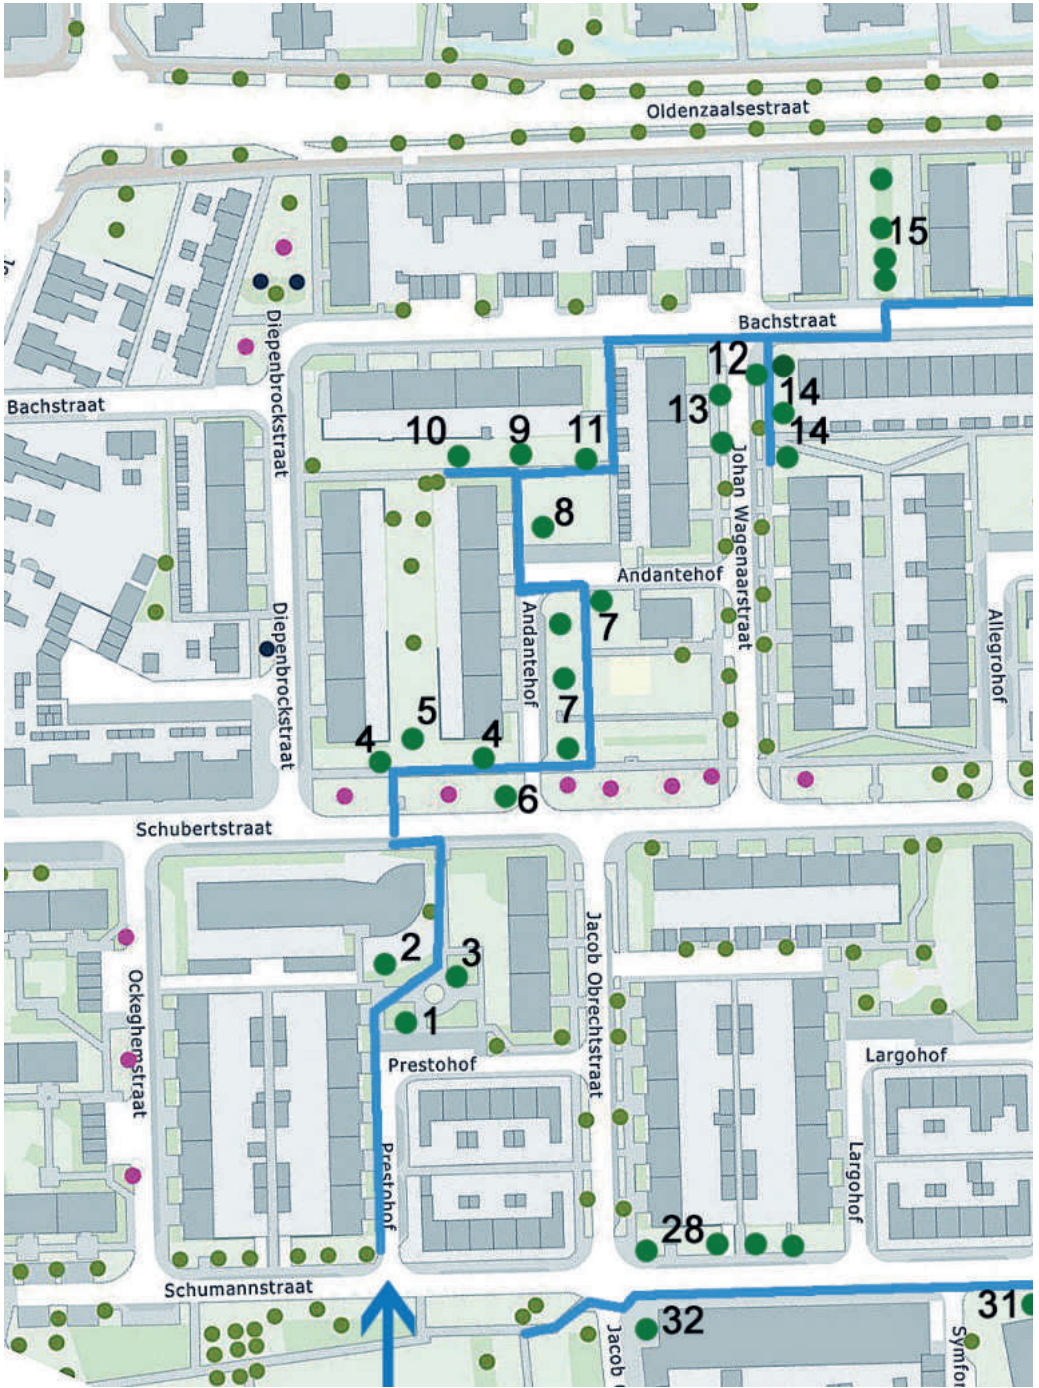 Oldenzaalsestraat
15
Bachstraat
Diepenbrockstraat
12
14
13
Bachstraat
10
9
11
14
Johan Wagenaarstraat
8
Andantehof
7
Andantehof
Allegrohof
Diepenbrockstraat
5
7
4
4
6
Schubertstraat
2
3
Jacob Obrechtstraat
Ockeghemstraat
1
Prestohof
Largohof
Prestohof
Largohof
28
Schumannstraat
32
31
Jacob
Symfon